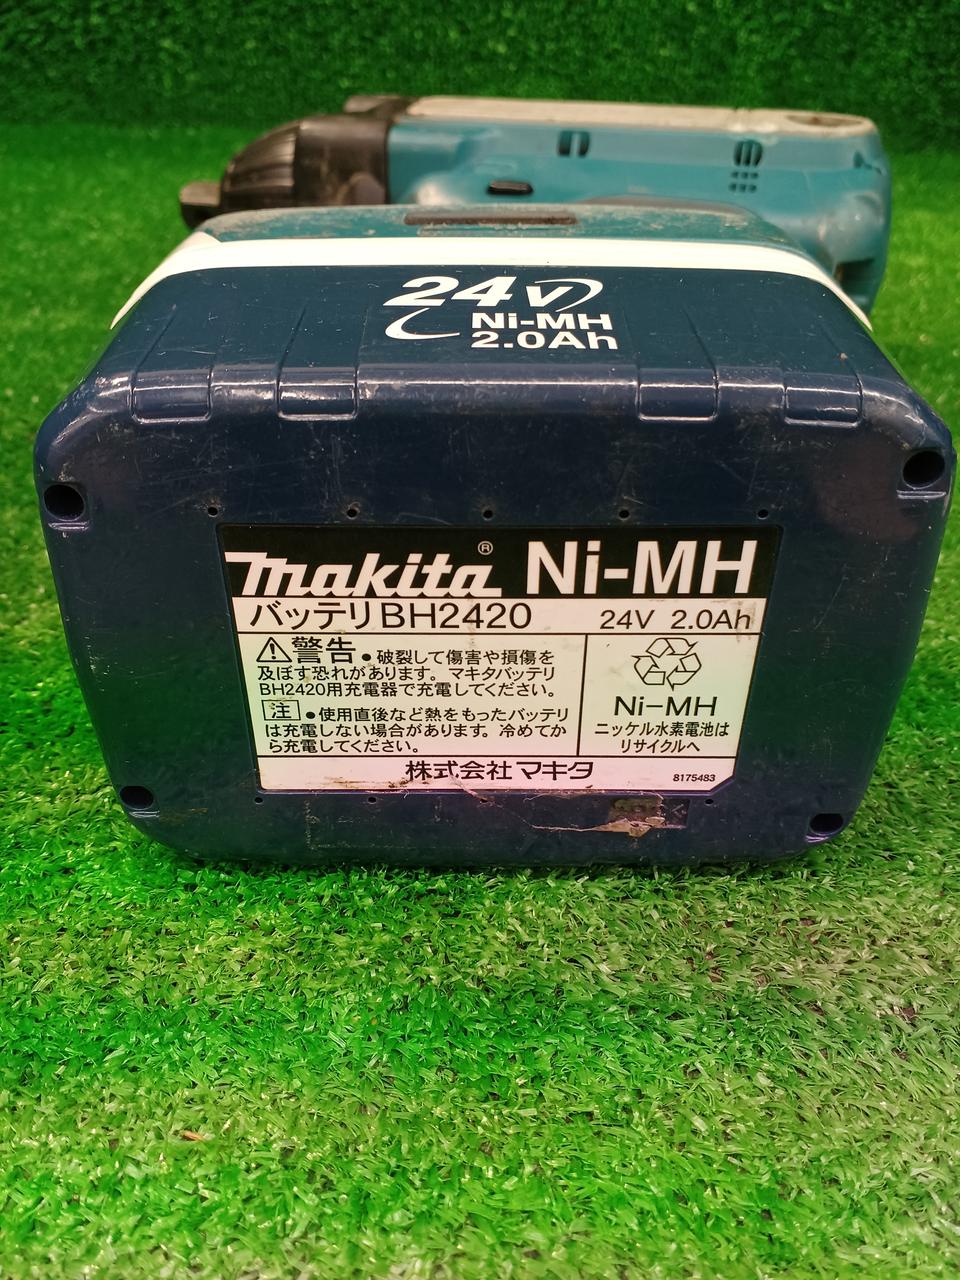 24V
Ni-MH
2.0Ah
makita® Ni-MH
バッテリBH2420 24V 2.0Ah
⚠警告●破裂して傷害や損傷を
及ぼす恐れがあります。マキタバッテリ
BH2420用充電器で充電してください。
注●使用直後など熱をもったバッテリ
は充電しない場合があります。冷めてか
ら充電してください。
Ni-MH
ニッケル水素電池は
リサイクルへ
株式会社マキタ
8175483